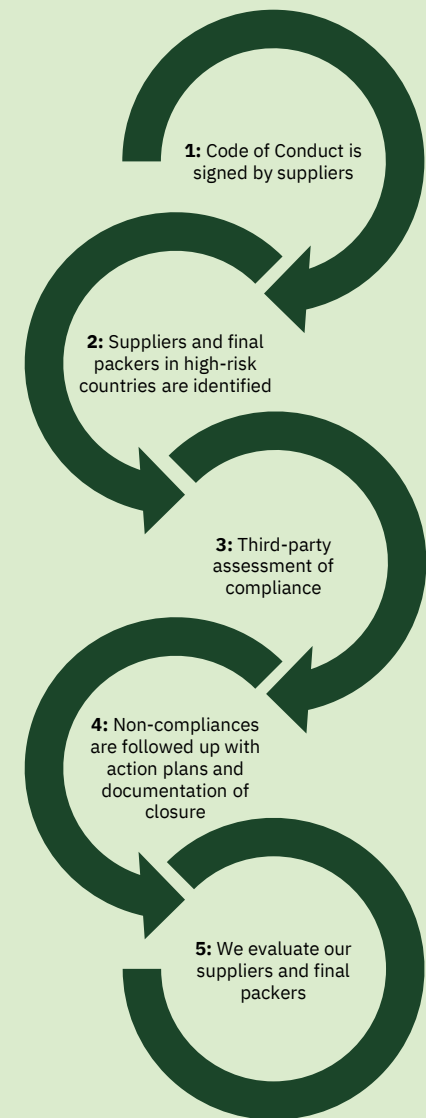 1: Code of Conduct is
signed by suppliers
2: Suppliers and final
packers in high-risk
countries are identified
3: Third-party
assessment of
compliance
4: Non-compliances
are followed up with
action plans and
documentation of
closure
5: We evaluate our
suppliers and final
packers